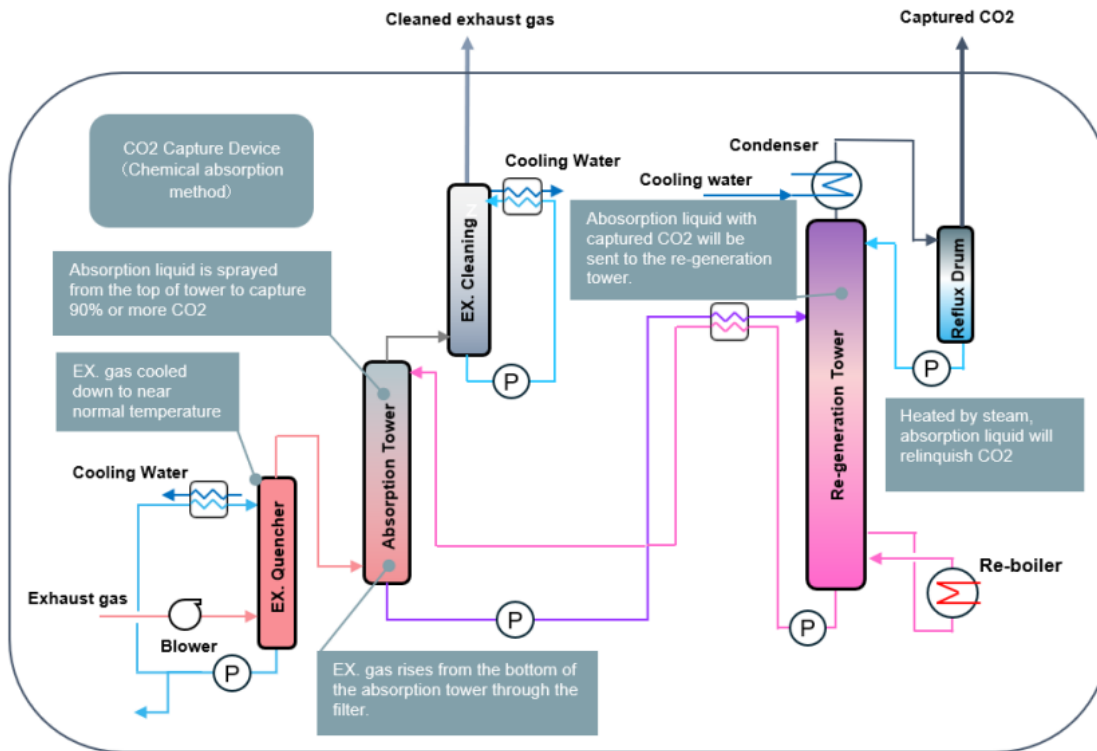 Cleaned exhaust gas
Captured CO2
CO2 Capture Device
(Chemical absorption
method)
Cooling Water
Condenser
Cooling water
EX. Cleaning
Z
Abosorption liquid with
captured CO2 will be
sent to the re-generation
tower.
Reflux Drum
Absorption liquid is sprayed
from the top of tower to capture
90% or more CO2
P
P
EX. gas cooled
down to near
normal temperature
Absorption Tower
Re-generation Tower
Heated by steam,
absorption liquid will
relinquish CO2
Cooling Water
EX. Quencher
Re-boiler
Exhaust gas
Blower
P
P
P
EX. gas rises from the bottom of
the absorption tower through the
filter.